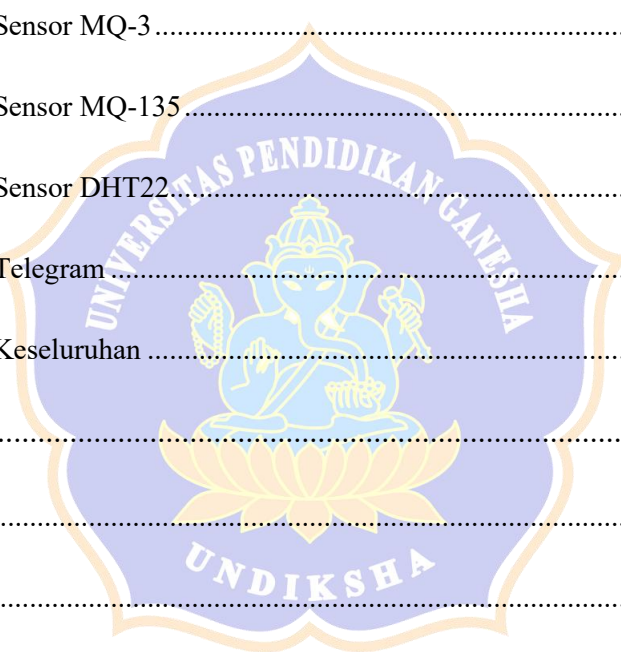 Sensor MQ-3..........................................................
Sensor MQ-135......................................................
Sensor DHT22........................................................
Telegram................................................................
Keseluruhan ..........................................................
..............................................................................
..............................................................................
..............................................................................
UNIVERSITAS PENDIDIKAN GANESHA
UNDIKSHA